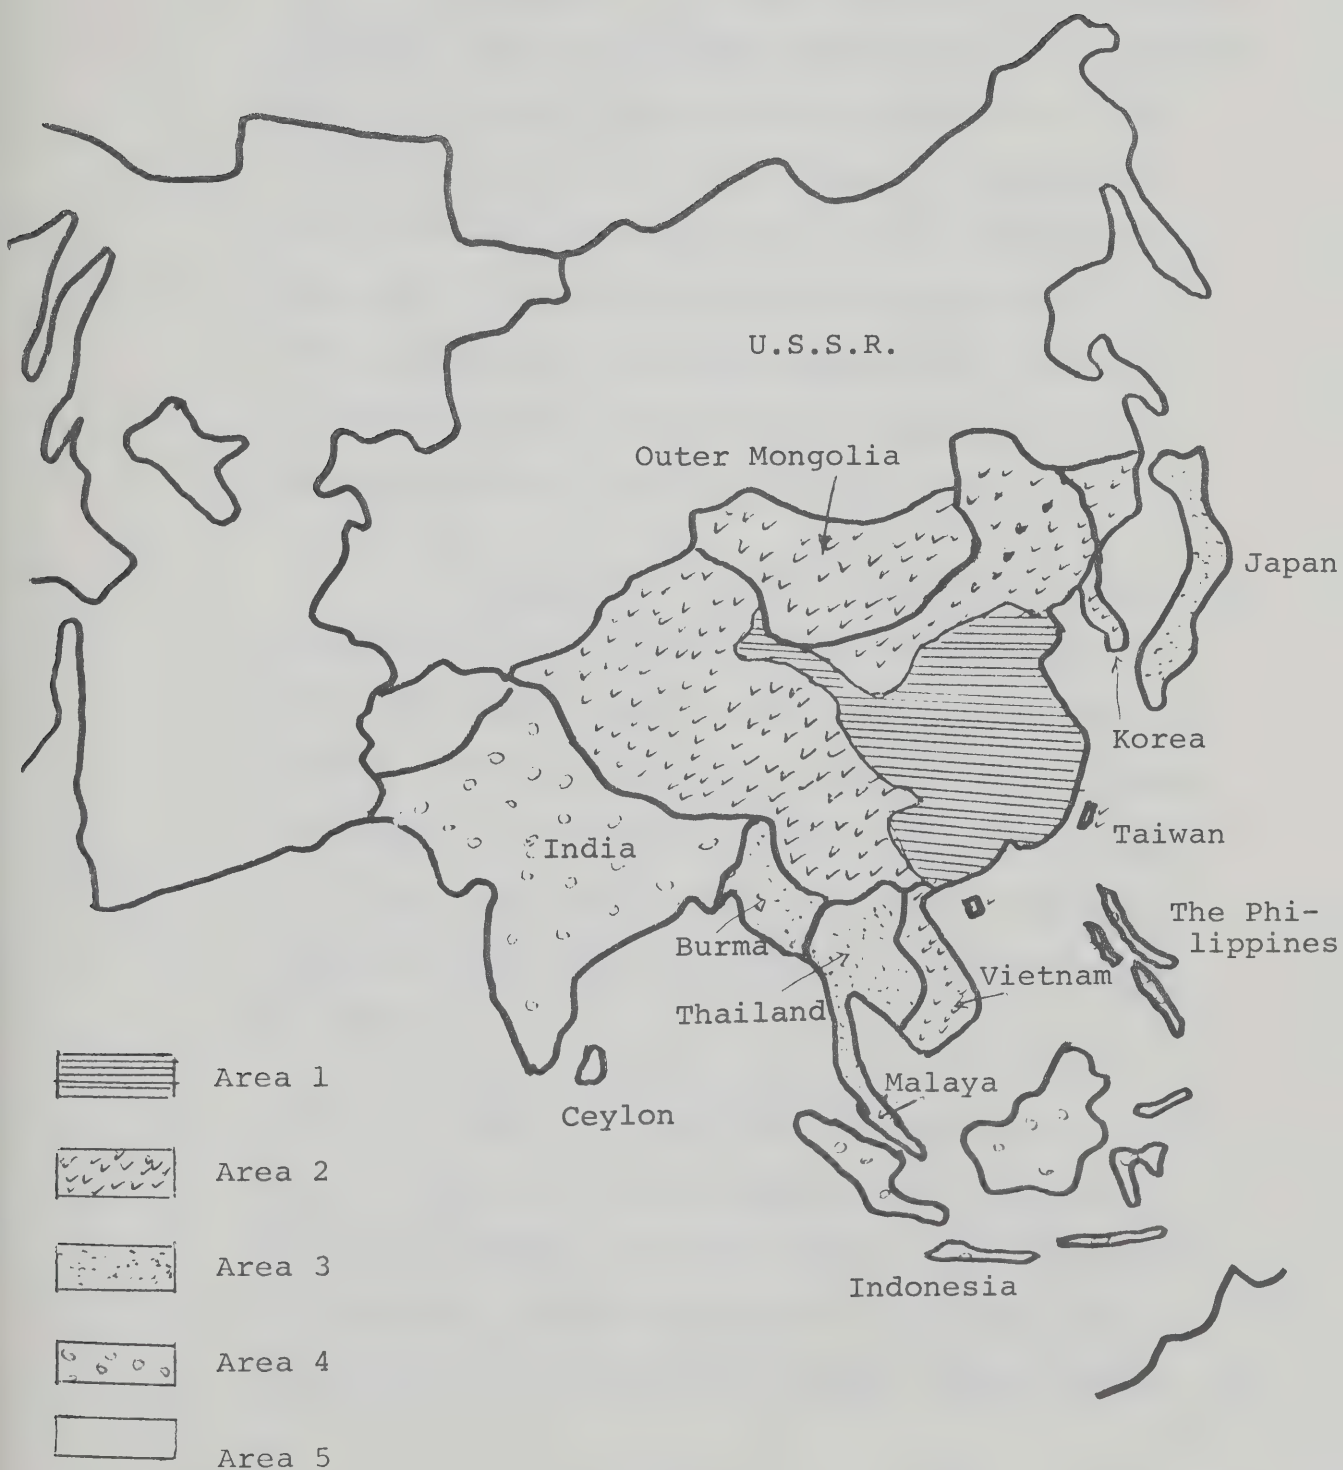 U.S.S.R.
Outer Mongolia
Japan
Korea
Taiwan
India
The Phi-
lippines
Burma
Vietnam
Thailand
Malaya
Ceylon
Indonesia
Area 1
Area 2
Area 3
Area 4
Area 5